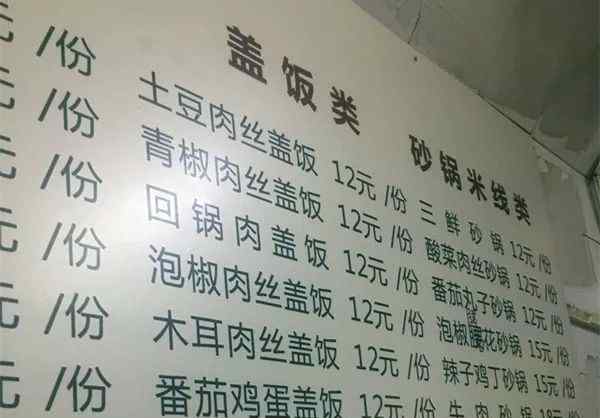 /份
/份
/份
/份
/份
/份
盖饭类
土豆肉丝盖饭 12元 /份
青椒肉丝盖饭 12元 /份
回锅肉盖饭 12元 /份
泡椒肉丝盖饭 12元 /份
木耳肉丝盖饭 12元 /份
番茄鸡蛋盖饭 12元 /份
砂锅米线类
三鲜砂锅 12元 /份
酸菜肉丝砂锅 12元 /份
番茄丸子砂锅 12元 /份
泡椒腰花砂锅 15元 /份
辣子鸡丁砂锅 15元 /份
牛肉砂锅